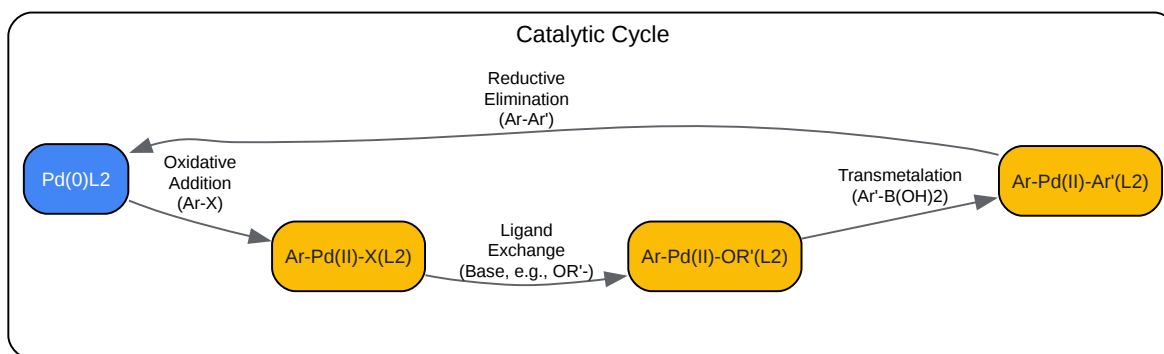 Catalytic Cycle
Reductive
Elimination
(Ar-Ar')
Pd(0)L2
Oxidative
Addition
(Ar-X)
Ar-Pd(II)-X(L2)
Ligand
Exchange
(Base, e.g., OR'-)
Ar-Pd(II)-OR'(L2)
Transmetalation
(Ar'-B(OH)2)
Ar-Pd(II)-Ar'(L2)